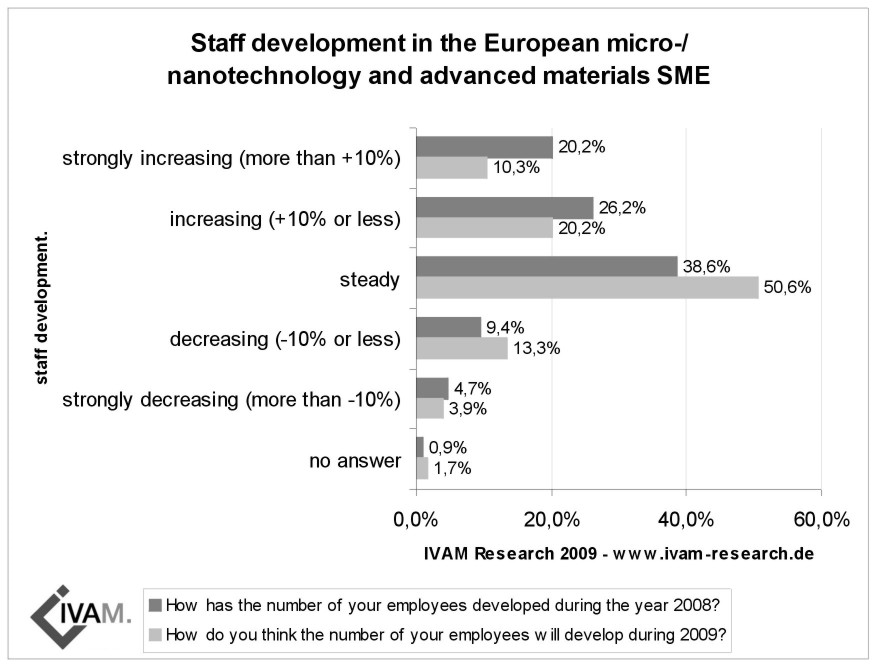 Staff development in the European micro-/
nanotechnology and advanced materials SME
staff development.
strongly increasing (more than +10%)
20,2%
10,3%
increasing (+10% or less)
26,2%
20,2%
steady
38,6%
50,6%
decreasing (-10% or less)
9,4%
13,3%
strongly decreasing (more than -10%)
4,7%
3,9%
no answer
0,9%
1,7%
0,0% 20,0% 40,0% 60,0%
IVAM Research 2009 - www.ivam-research.de
IVAM.
How has the number of your employees developed during the year 2008?
How do you think the number of your employees will develop during 2009?